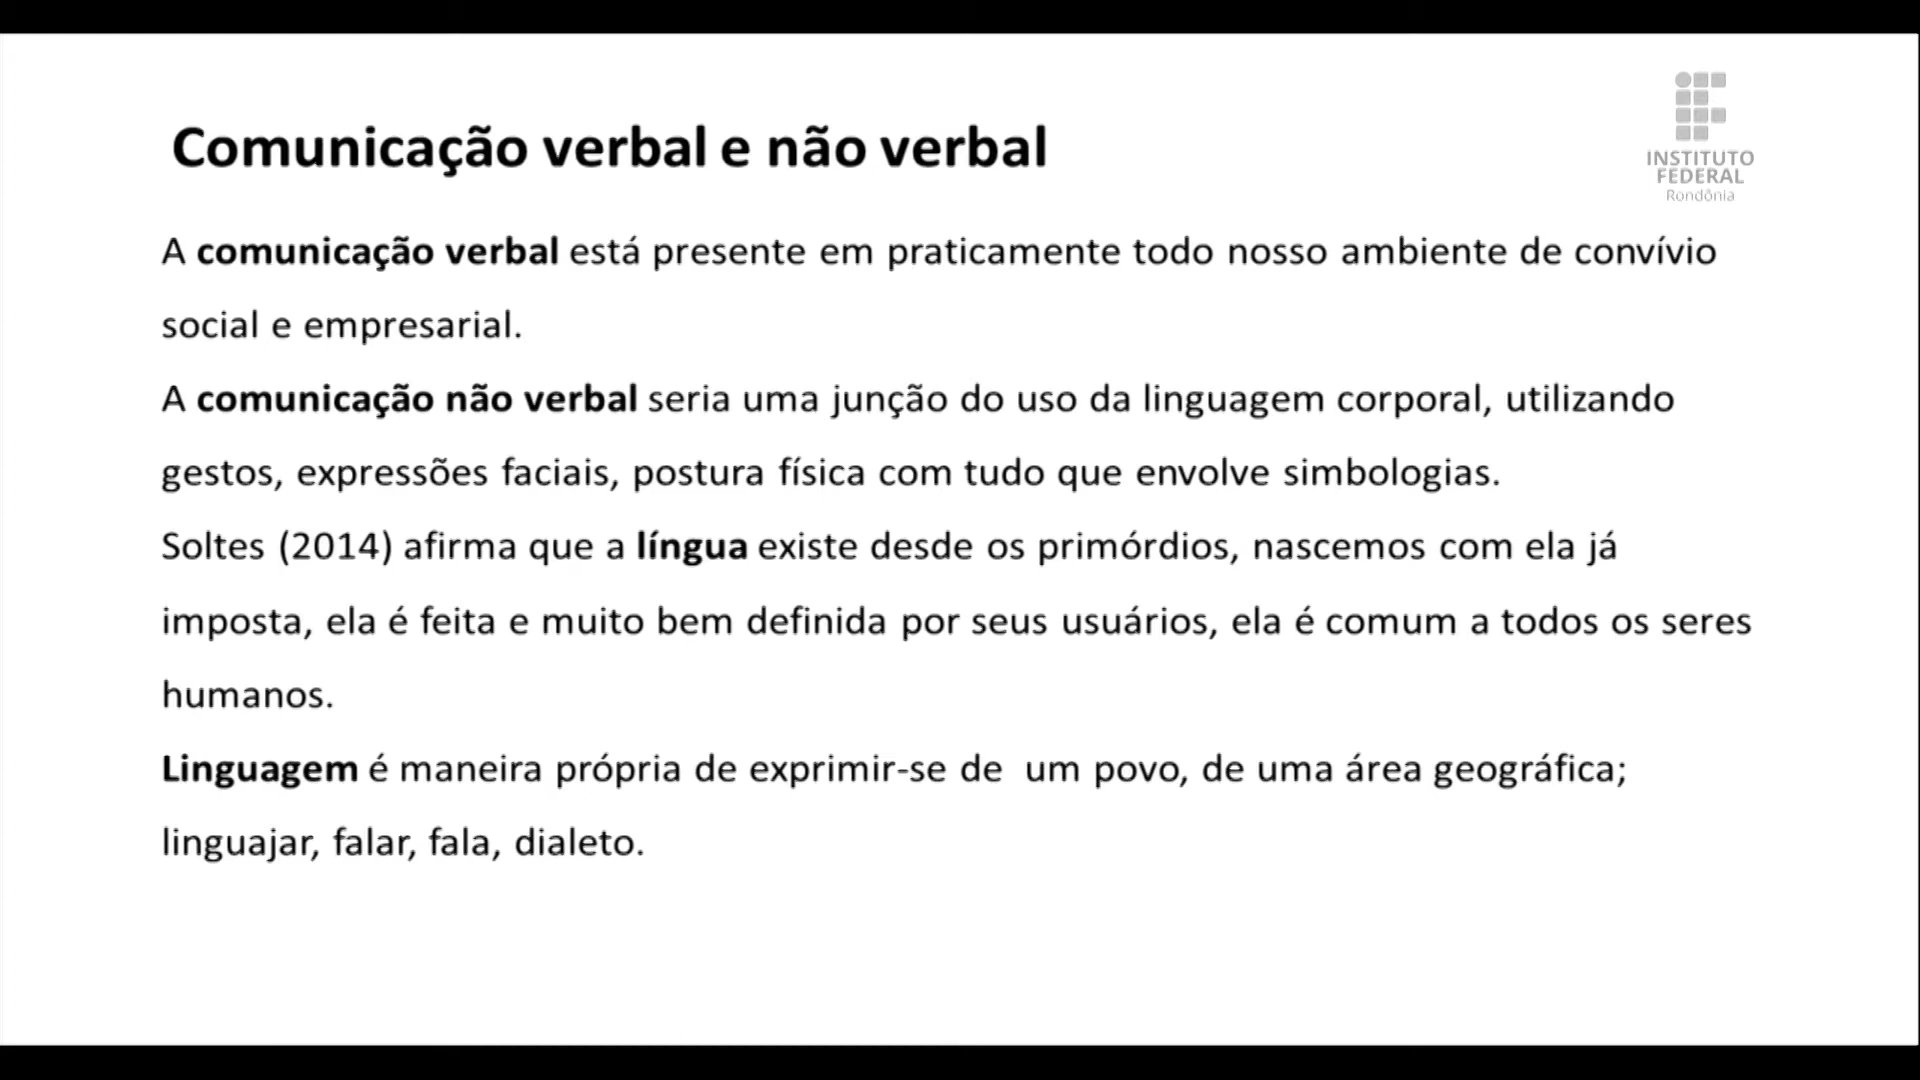 Comunicação verbal e não verbal
INSTITUTO
FEDERAL
Rondônia
A comunicação verbal está presente em praticamente todo nosso ambiente de convívio
social e empresarial.
A comunicação não verbal seria uma junção do uso da linguagem corporal, utilizando
gestos, expressões faciais, postura física com tudo que envolve simbologias.
Soltes (2014) afirma que a língua existe desde os primórdios, nascemos com ela já
imposta, ela é feita e muito bem definida por seus usuários, ela é comum a todos os seres
humanos.
Linguagem é maneira própria de exprimir-se de  um povo, de uma área geográfica;
linguajar, falar, fala, dialeto.